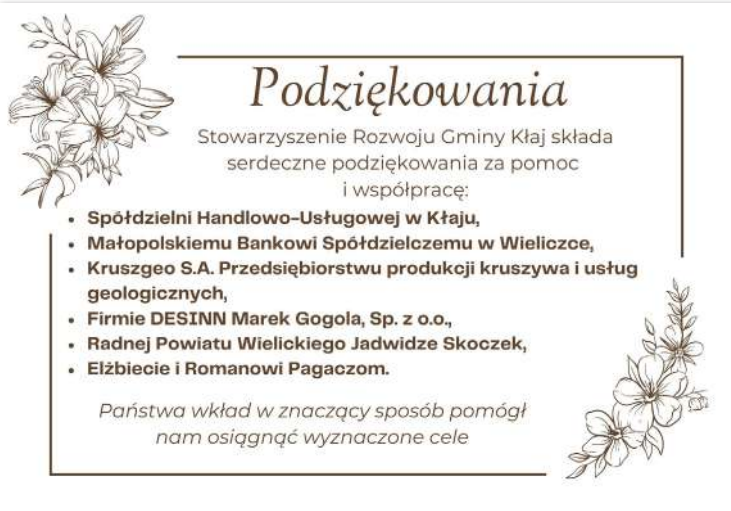 Podziękowania
Stowarzyszenie Rozwoju Gminy Kłaj składa
serdeczne podziękowania za pomoc
i współpracę:
• Spółdzielni Handlowo-Usługowej w Kłaju,
• Małopolskiemu Bankowi Spółdzielczemu w Wieliczce,
• Kruszgeo S.A. Przedsiębiorstwu produkcji kruszywa i usług
geologicznych,
• Firmie DESINN Marek Gogola, Sp. z o.o.,
• Radnej Powiatu Wielickiego Jadwidze Skoczek,
• Elżbiecie i Romanowi Pagaczom.
Państwa wkład w znaczący sposób pomógł
nam osiągnąć wyznaczone cele